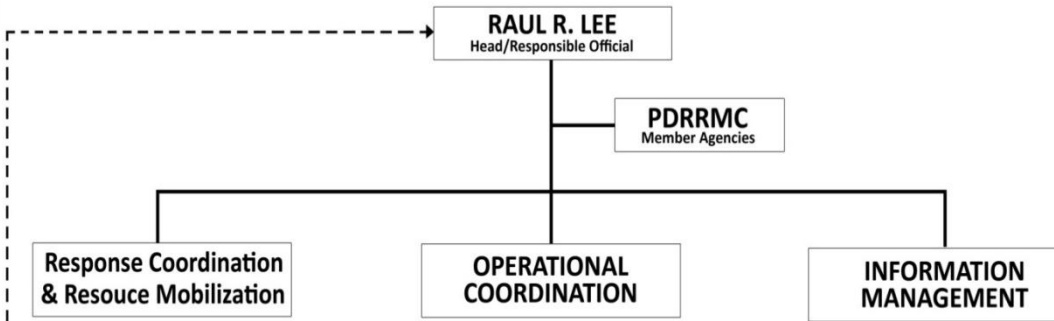 RAUL R. LEE
Head/Responsible Official
PDRRMC
Member Agencies
Response Coordination
& Resouce Mobilization
OPERATIONAL
COORDINATION
INFORMATION
MANAGEMENT